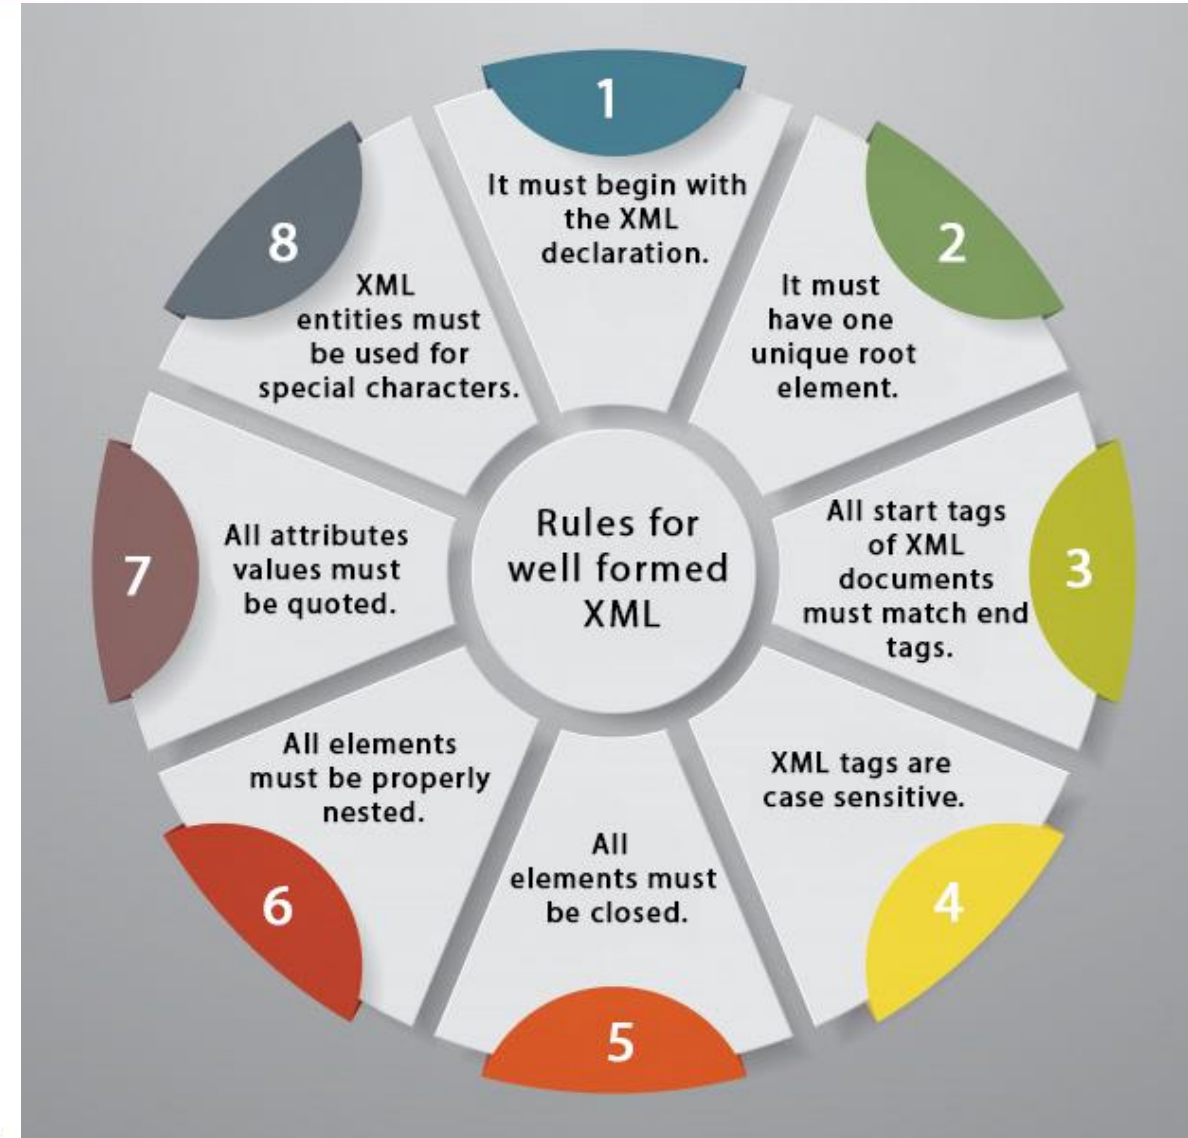 1
It must begin with
the XML
declaration.
2
It must
have one
unique root
element.
3
All start tags
of XML
documents
must match end
tags.
4
XML tags are
case sensitive.
5
All
elements must
be closed.
6
All elements
must be properly
nested.
7
All attributes
values must
be quoted.
8
XML
entities must
be used for
special characters.
Rules for
well formed
XML